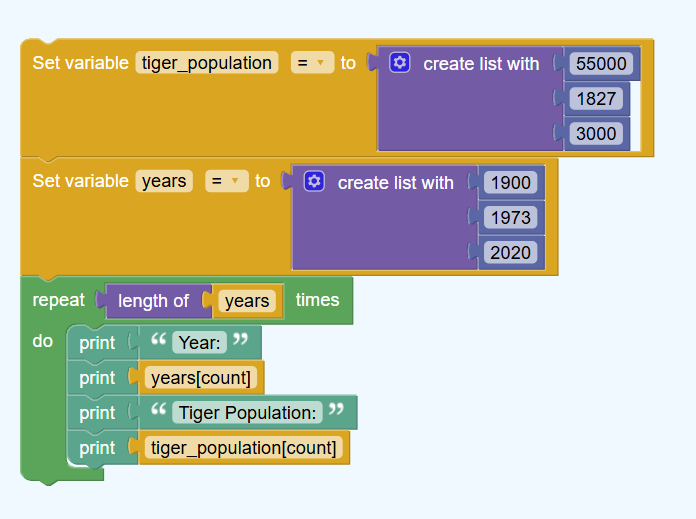 Set variable tiger_population = to create list with 55000
1827
3000
Set variable years = to create list with 1900
1973
2020
repeat length of years times
do print “ Year: ”
print years[count]
print “ Tiger Population: ”
print tiger_population[count]